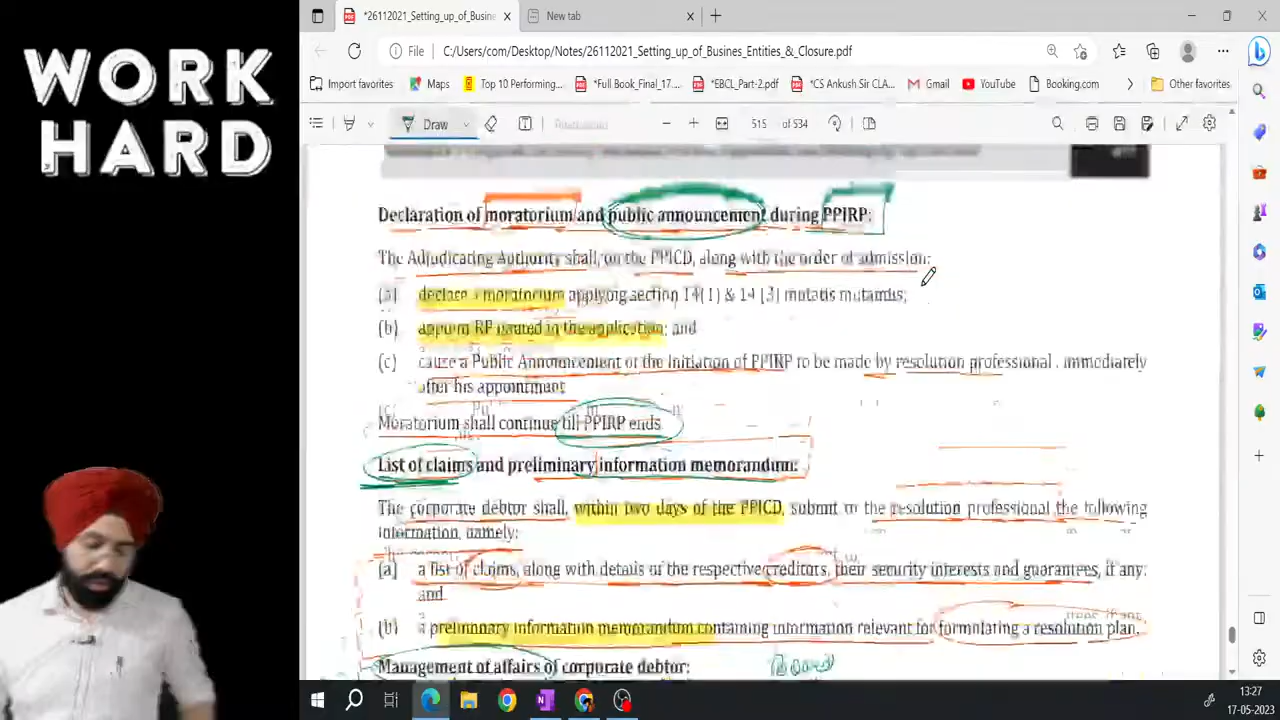 WORK
HARD
*26112021_Setting_up_of_Busine
New tab
File
C:/Users/com/Desktop/Notes/26112021_Setting_up_of_Busines_Entities_&_Closure.pdf
Import favorites
Maps
Top 10 Performing...
*Full Book_Final_17....
*EBCL_Part-2.pdf
*CS Ankush Sir CLA...
Gmail
YouTube
Booking.com
Other favorites
Draw
515 of 534
Declaration of moratorium and public announcement during PPIRP:
The Adjudicating Authority shall, on the PPICD, along with the order of admission:
(a) declare a moratorium applying section 14(1) & 14 (3) mutatis mutandis;
(b) appoint RP named in the application; and
(c) cause a Public Announcement of the Initiation of PPIRP to be made by resolution professional , immediately
after his appointment
Moratorium shall continue till PPIRP ends
List of claims and preliminary information memorandum:
The corporate debtor shall, within two days of the PPICD, submit to the resolution professional the following
information, namely:
(a) a list of claims, along with details of the respective creditors, their security interests and guarantees, if any;
and
(b) a preliminary information memorandum containing information relevant for formulating a resolution plan.
Management of affairs of corporate debtor:
13:27
17-05-2023